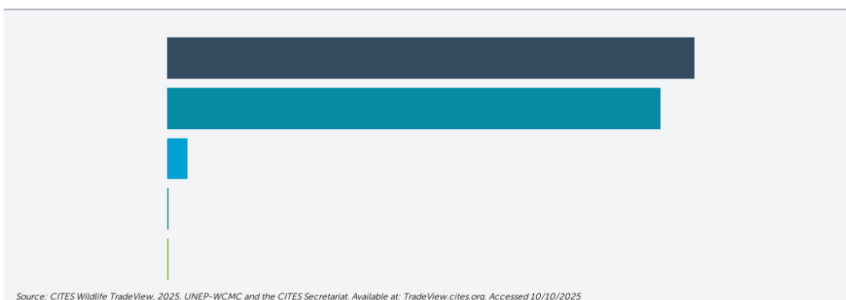 Source: CITES Wildlife TradeView, 2025. UNEP-WCMC and the CITES Secretariat. Available at: TradeView.cites.org. Accessed 10/10/2025